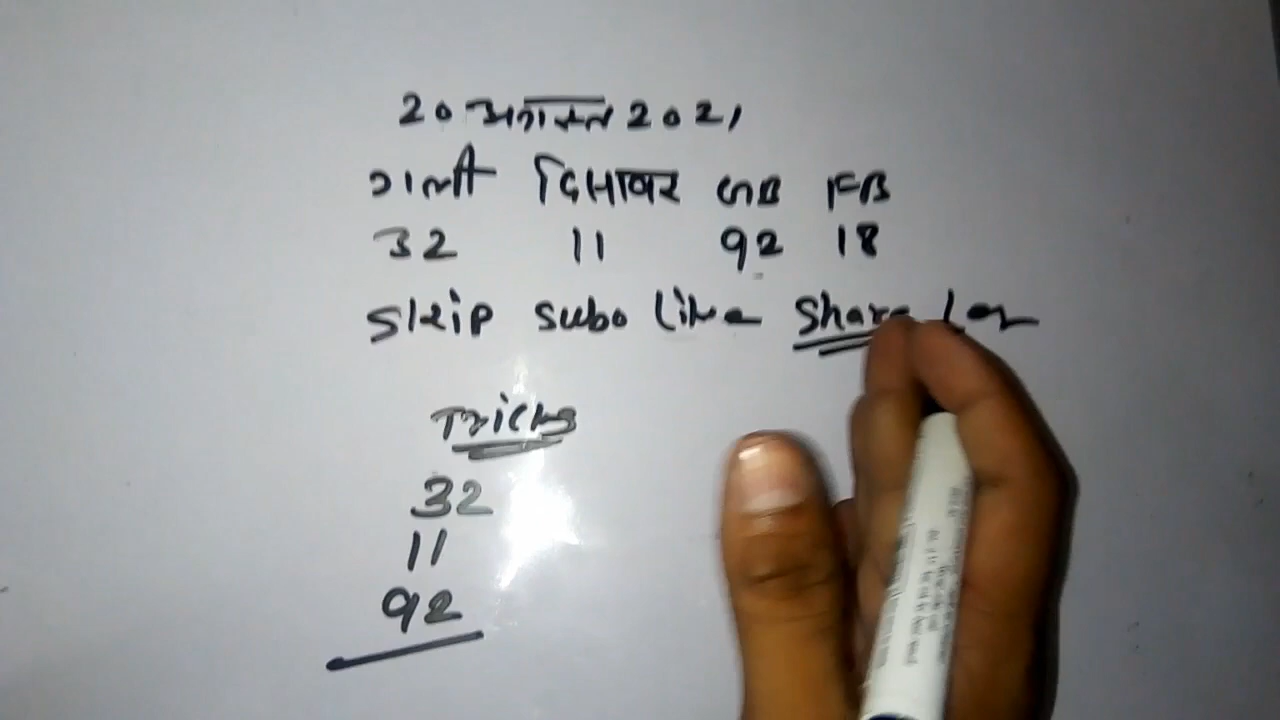 20 अगस्त 2021
गली दिसावर GB FB
32 11 92 18
Skip Subo like Share
Tricks
32
11
92